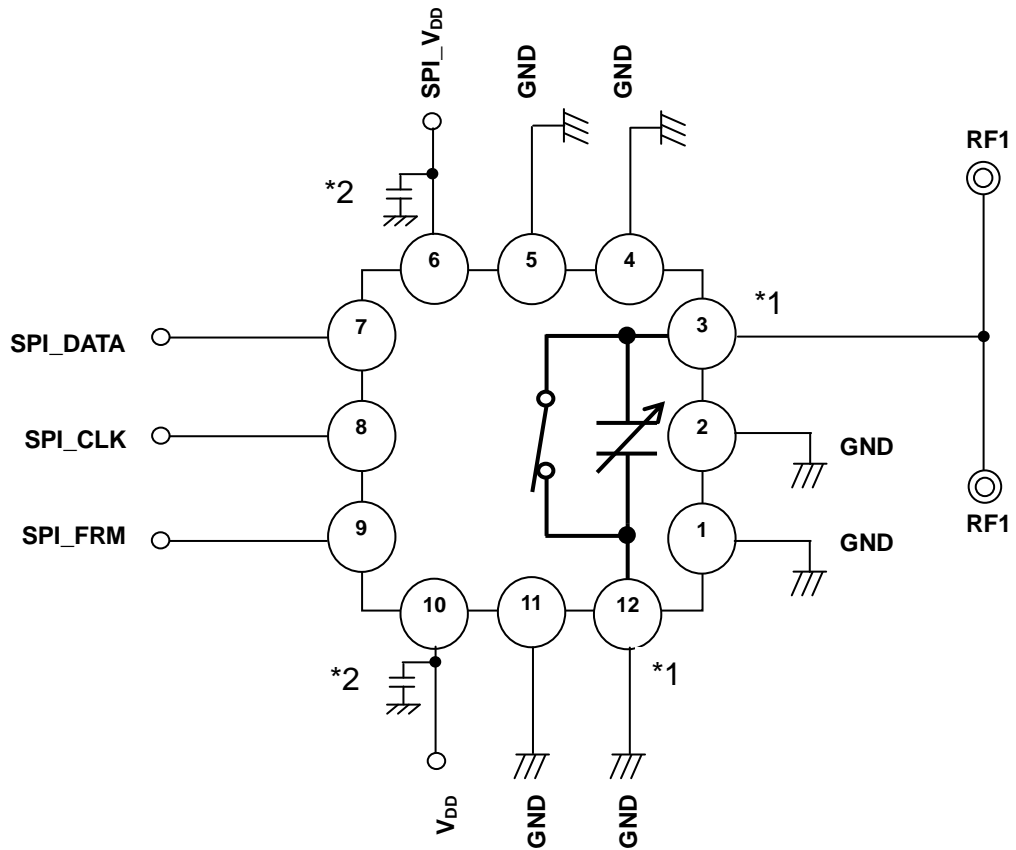 SPI_VDD
GND
GND
RF1
*2
6
5
4
*1
3
7
SPI_DATA
8
SPI_CLK
2
GND
RF1
9
SPI_FRM
1
GND
10
11
12
*2
*1
VDD
GND
GND